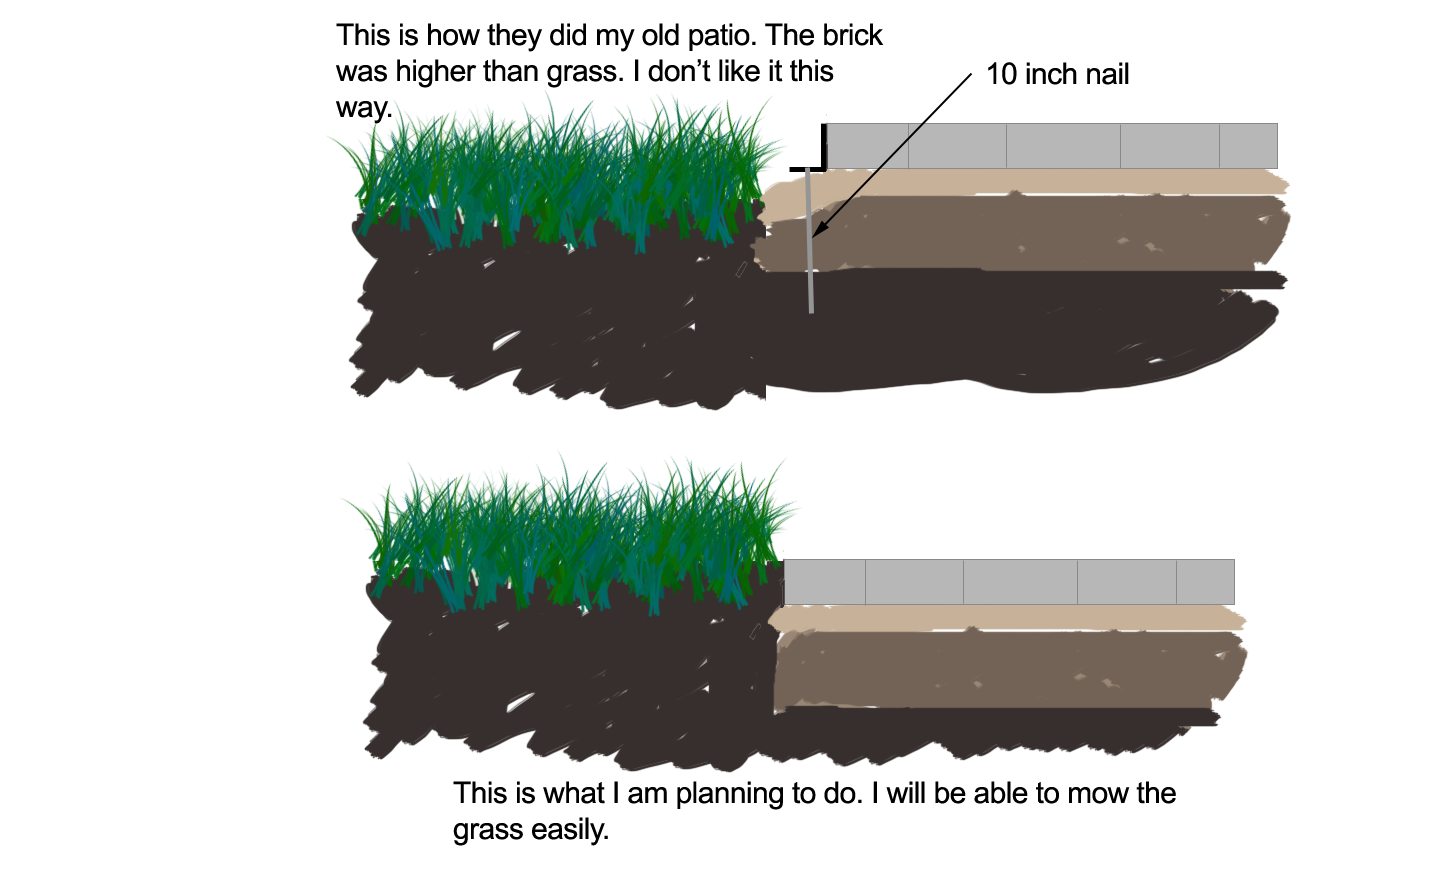 This is how they did my old patio. The brick
was higher than grass. I don’t like it this
way.
10 inch nail
This is what I am planning to do. I will be able to mow the
grass easily.